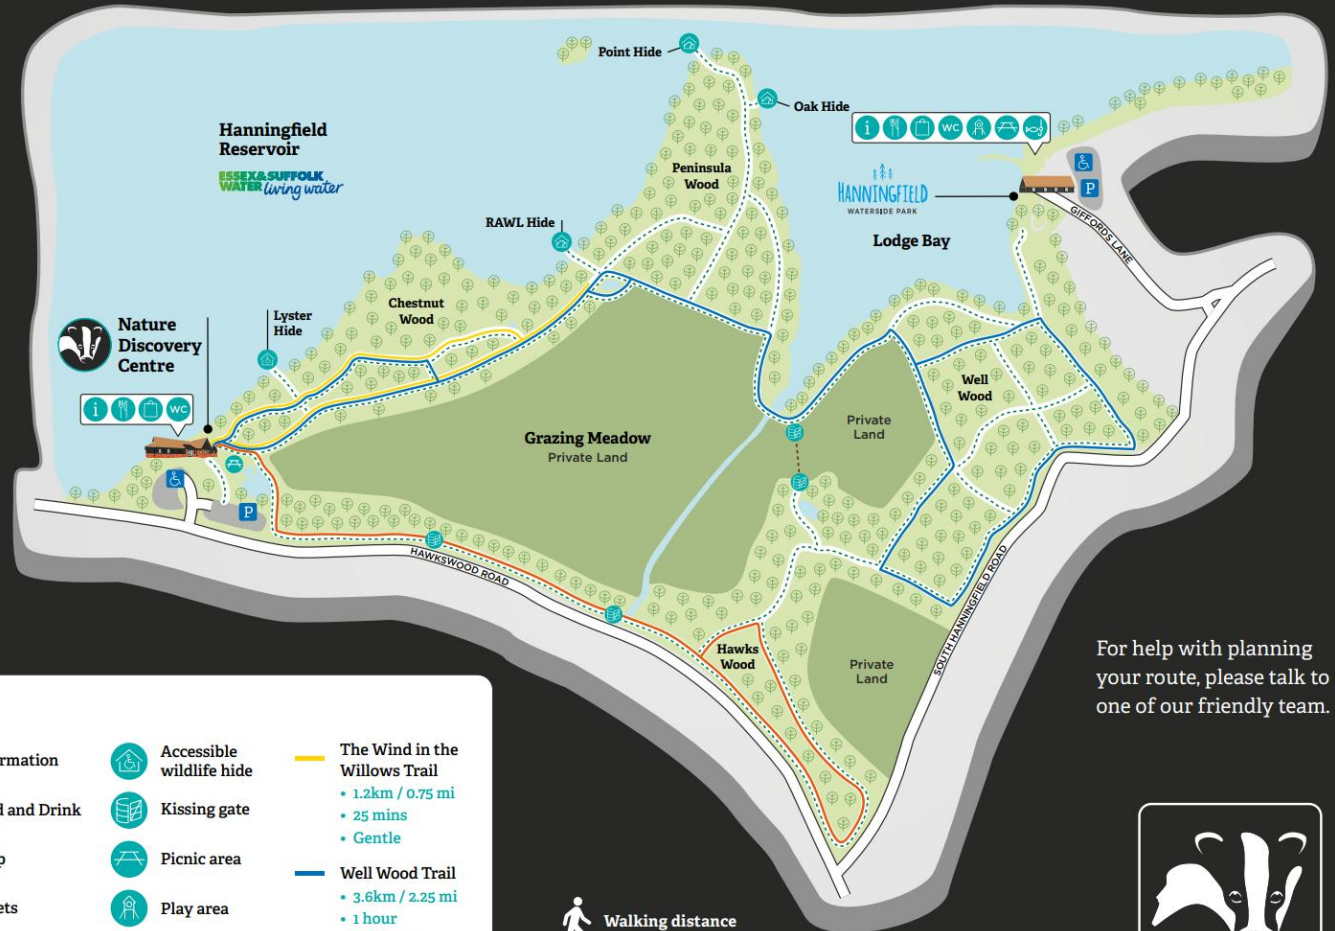 Point Hide
Oak Hide
Hanningfield
Reservoir
ESSEX&SUFFOLK
WATER living water
Peninsula
Wood
i
WC
HANNINGFIELD
WATERSIDE PARK
P
GIFFORDS LANE
Lodge Bay
RAWL Hide
Chestnut
Wood
Lyster
Hide
Nature
Discovery
Centre
i
WC
Well
Wood
Private
Land
Grazing Meadow
Private Land
P
HAWKSWOOD ROAD
SOUTH HANNINGFIELD ROAD
Hawks
Wood
Private
Land
For help with planning
your route, please talk to
one of our friendly team.
rmation
d and Drink
p
ets
Accessible
wildlife hide
Kissing gate
Picnic area
Play area
The Wind in the
Willows Trail
• 1.2km / 0.75 mi
• 25 mins
• Gentle
Well Wood Trail
• 3.6km / 2.25 mi
• 1 hour
Walking distance